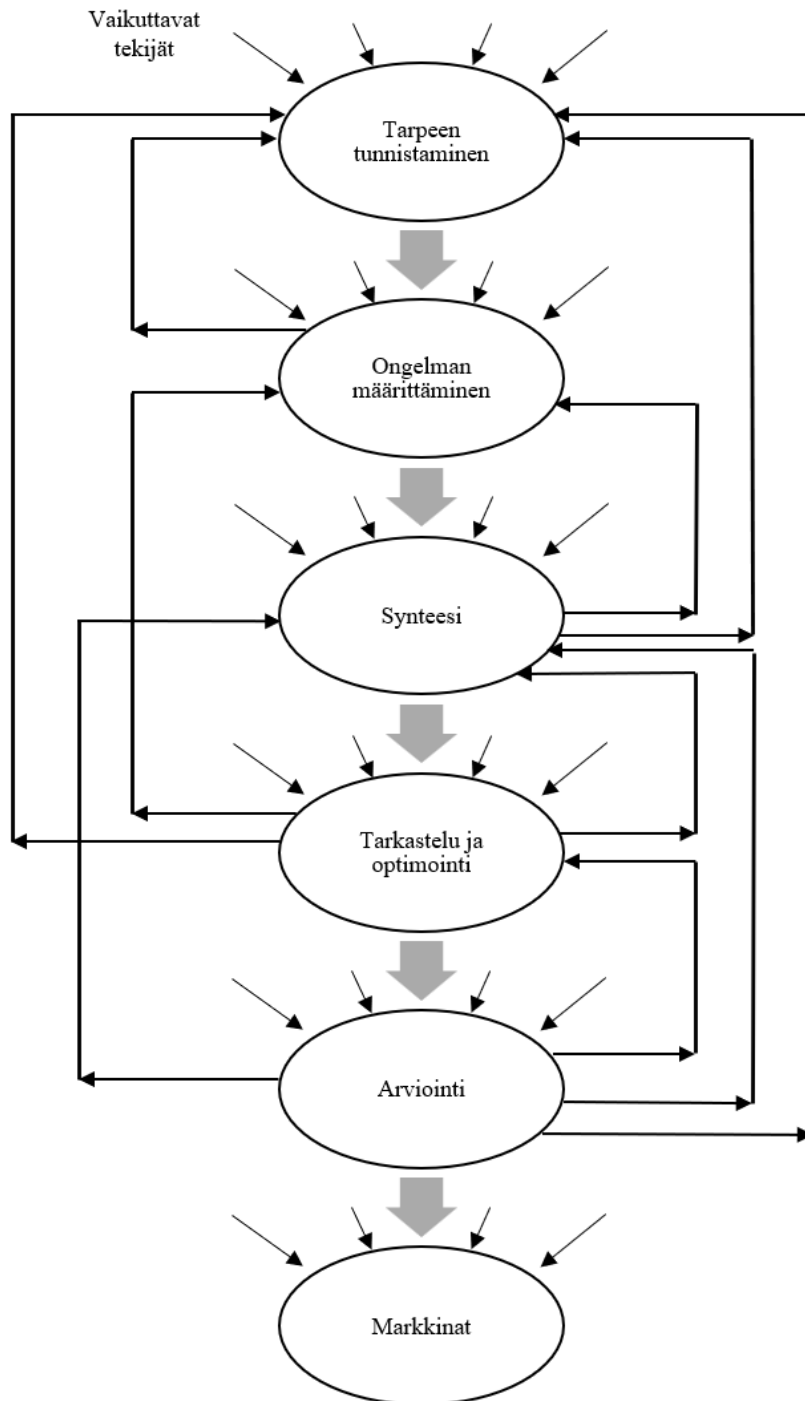 Vaikuttavat
tekijät
Tarpeen
tunnistaminen
Ongelman
määrittäminen
Synteesi
Tarkastelu ja
optimointi
Arviointi
Markkinat